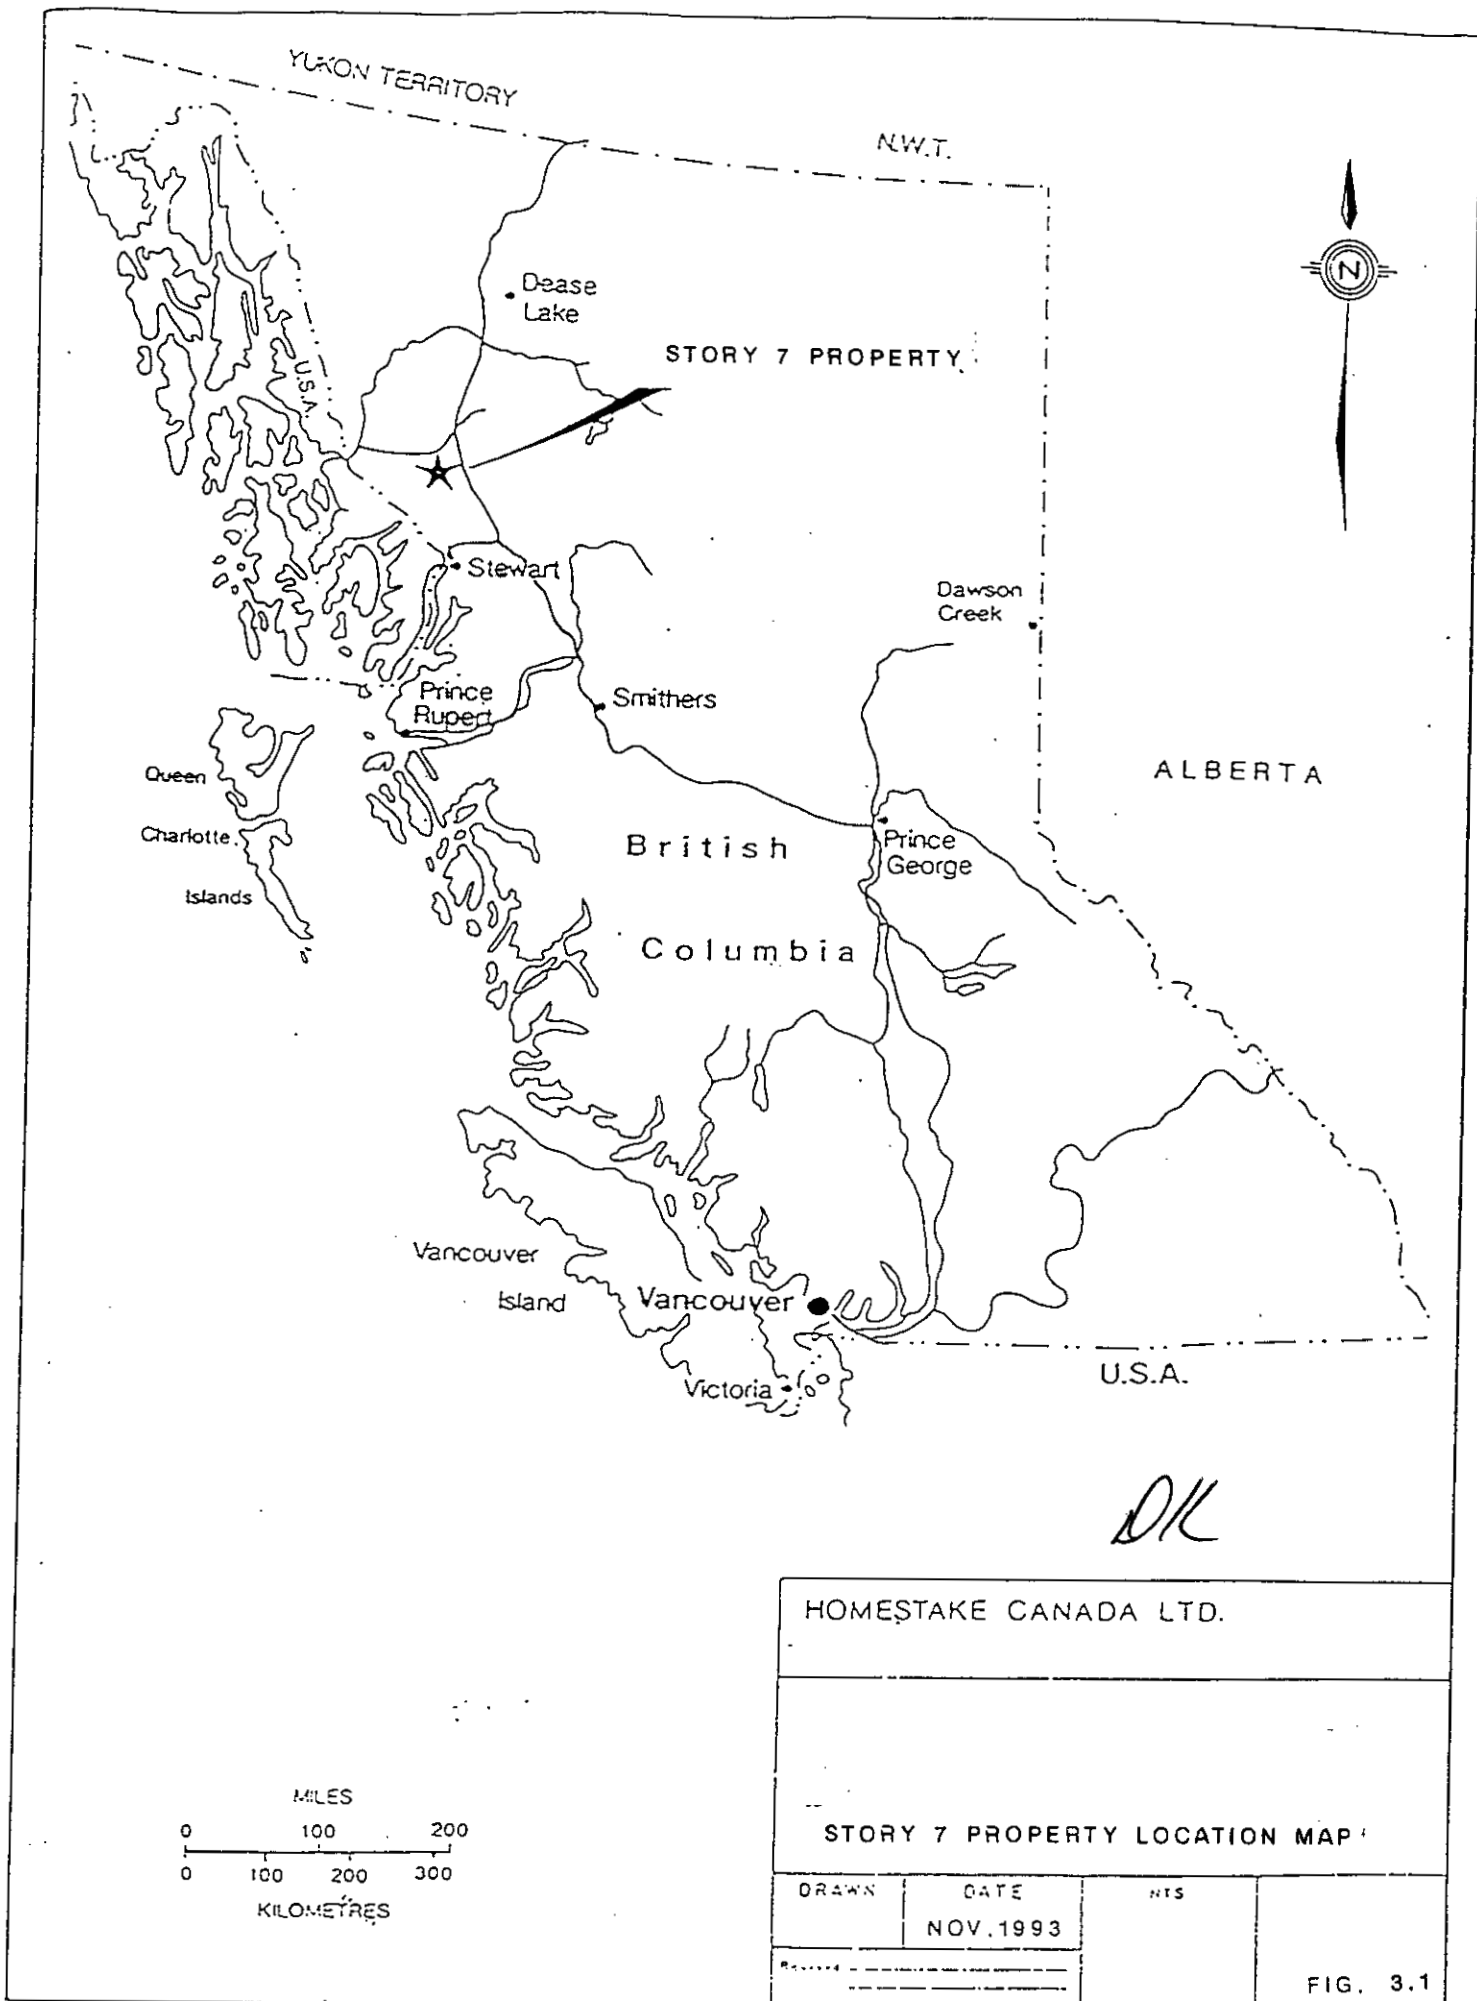 YUKON TERRITORY
N.W.T.
N
Dease
Lake
STORY 7 PROPERTY
U.S.A.
Stewart
Dawson
Creek
Prince
Rupert
Smithers
Queen
Charlotte
Islands
ALBERTA
British
Columbia
Prince
George
Vancouver
Island
Vancouver
Victoria
U.S.A.
DK
HOMESTAKE CANADA LTD.
STORY 7 PROPERTY LOCATION MAP
MILES
0 100 200
0 100 200 300
KILOMETRES
DRAWN
DATE
NTS
NOV. 1993
Revised
FIG. 3.1